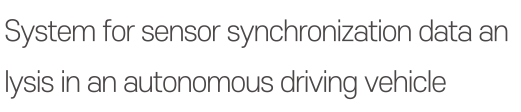 System for sensor synchronization data an
lysis in an autonomous driving vehicle